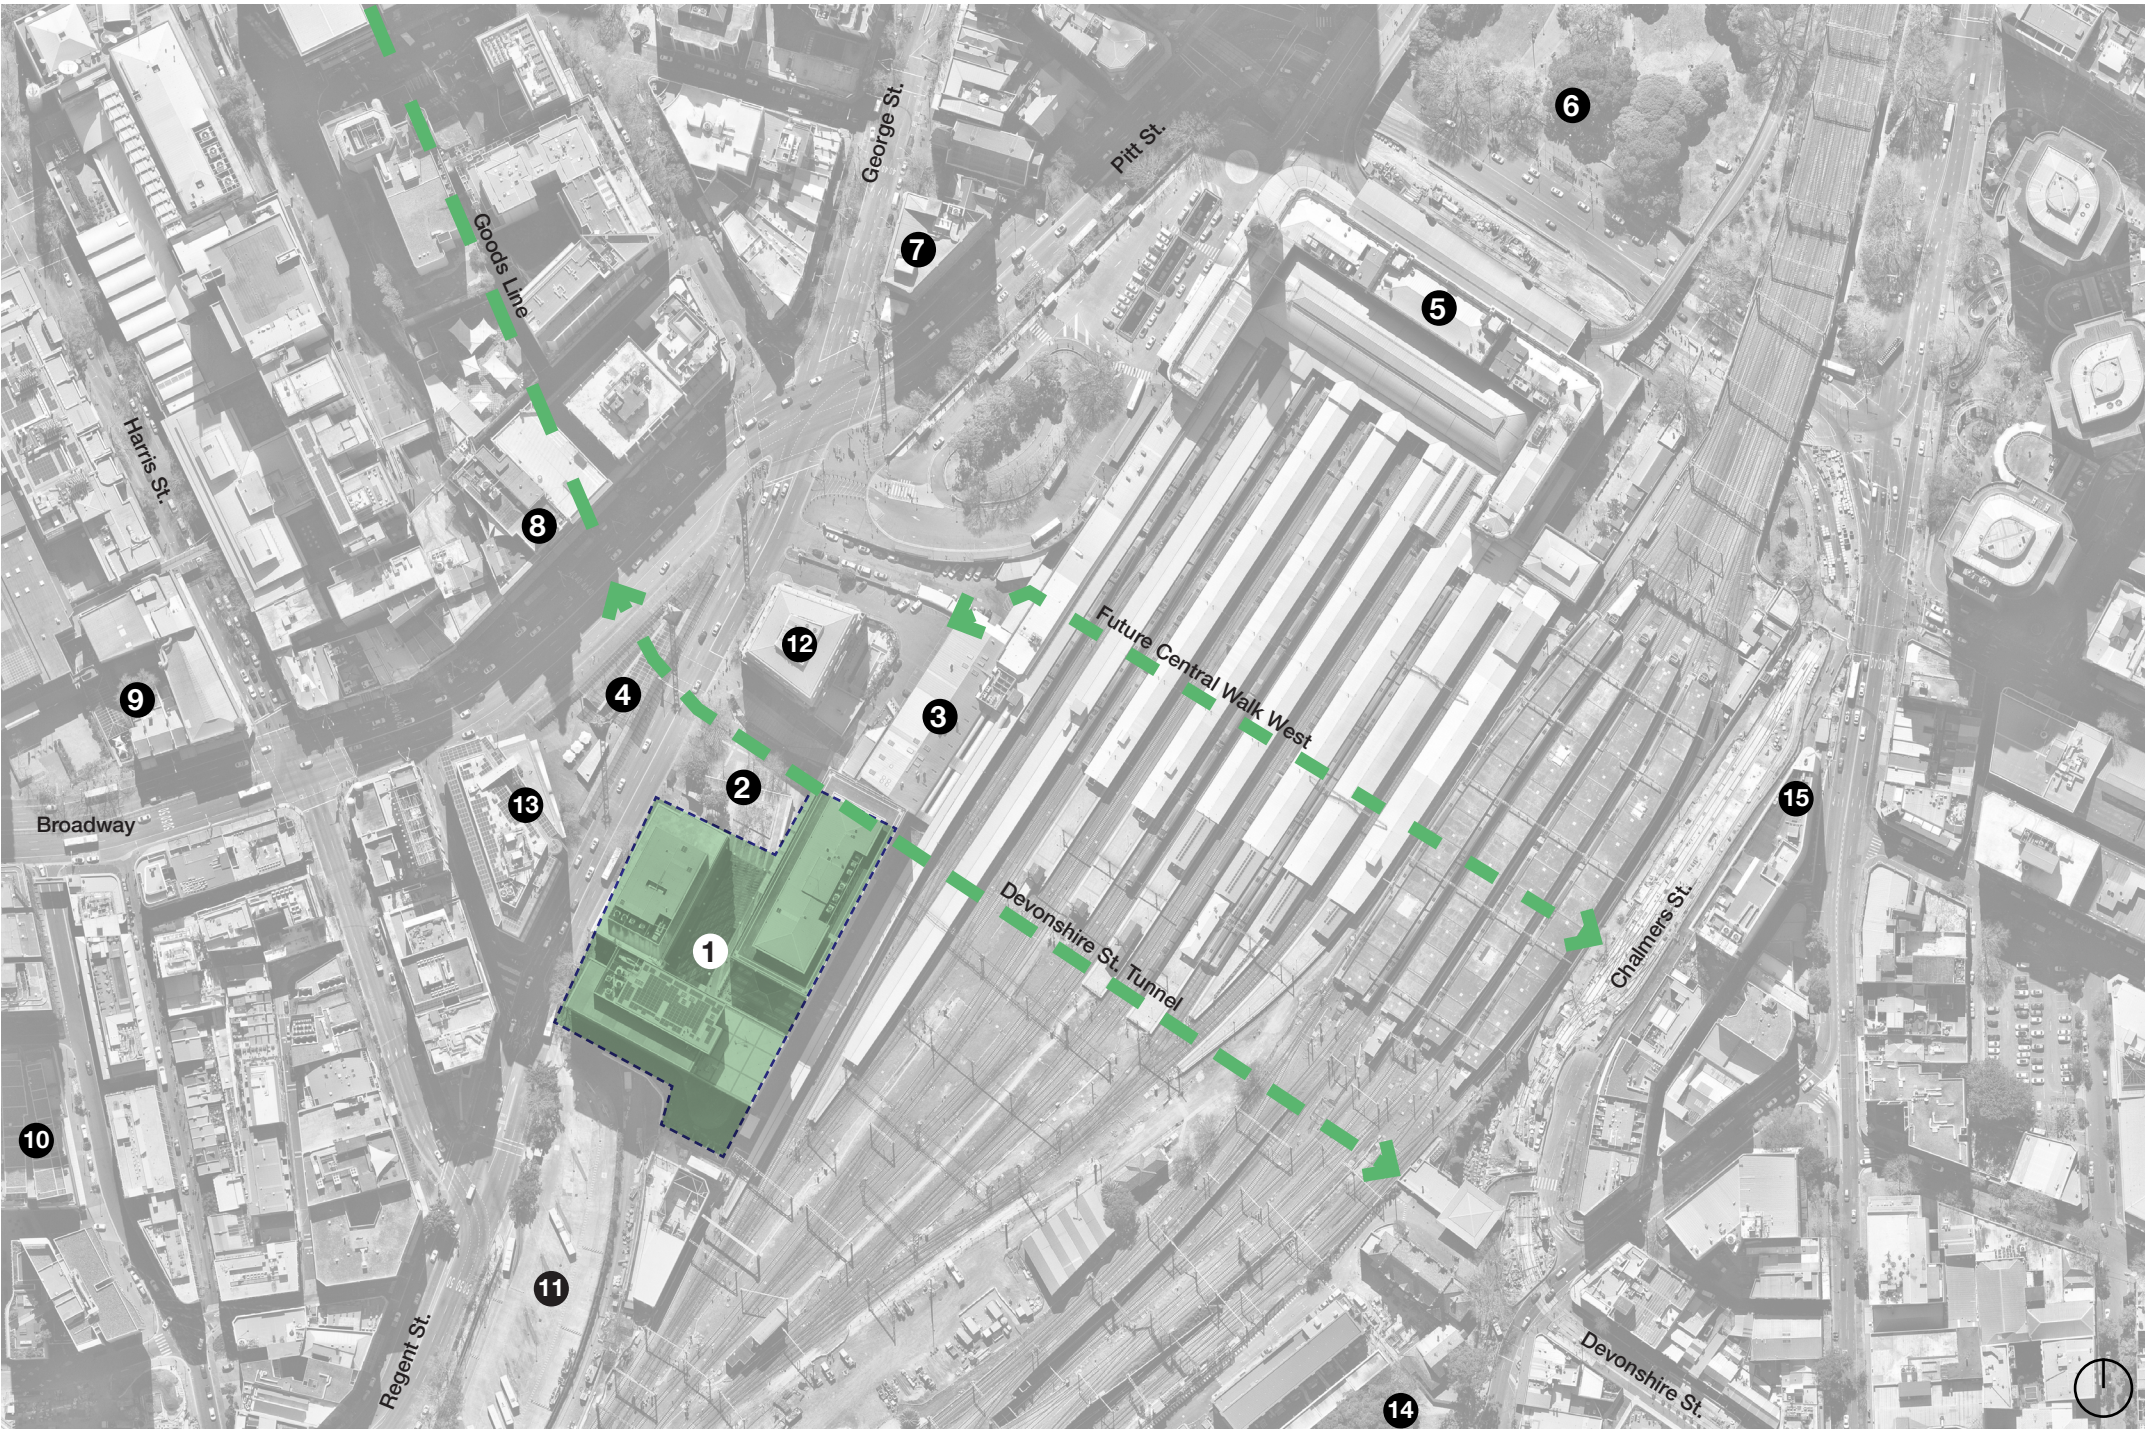 6
George St.
Pitt St.
7
Goods Line
5
Harris St.
8
Future Central Walk West
12
4
9
3
2
13
15
Broadway
1
Devonshire St. Tunnel
Chalmers St.
10
11
Regent St.
Devonshire St.
14